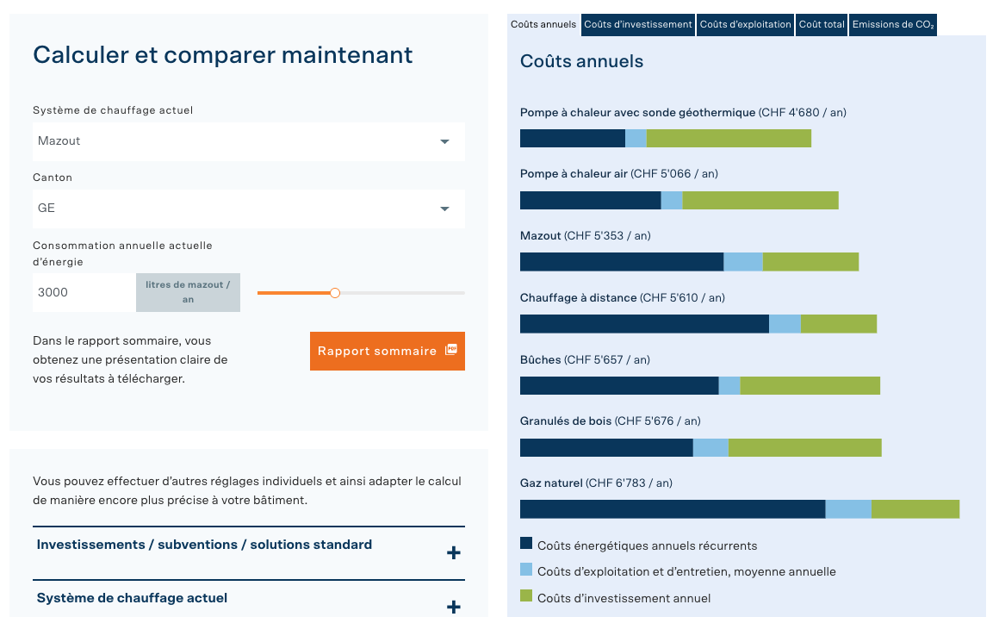 Calculer et comparer maintenant
Système de chauffage actuel
Mazout
Canton
GE
Consommation annuelle actuelle
d'énergie
3000
litres de mazout /
an
Dans le rapport sommaire, vous
obtenez une présentation claire de
vos résultats à télécharger.
Rapport sommaire
PDF
Vous pouvez effectuer d'autres réglages individuels et ainsi adapter le calcul
de manière encore plus précise à votre bâtiment.
Investissements / subventions / solutions standard
+
Système de chauffage actuel
+
Coûts annuels
Coûts d'investissement
Coûts d'exploitation
Coût total
Emissions de CO₂
Coûts annuels
Pompe à chaleur avec sonde géothermique (CHF 4'680 / an)
Pompe à chaleur air (CHF 5'066 / an)
Mazout (CHF 5'353 / an)
Chauffage à distance (CHF 5'610 / an)
Bûches (CHF 5'657 / an)
Granulés de bois (CHF 5'676 / an)
Gaz naturel (CHF 6'783 / an)
Coûts énergétiques annuels récurrents
Coûts d'exploitation et d'entretien, moyenne annuelle
Coûts d'investissement annuel